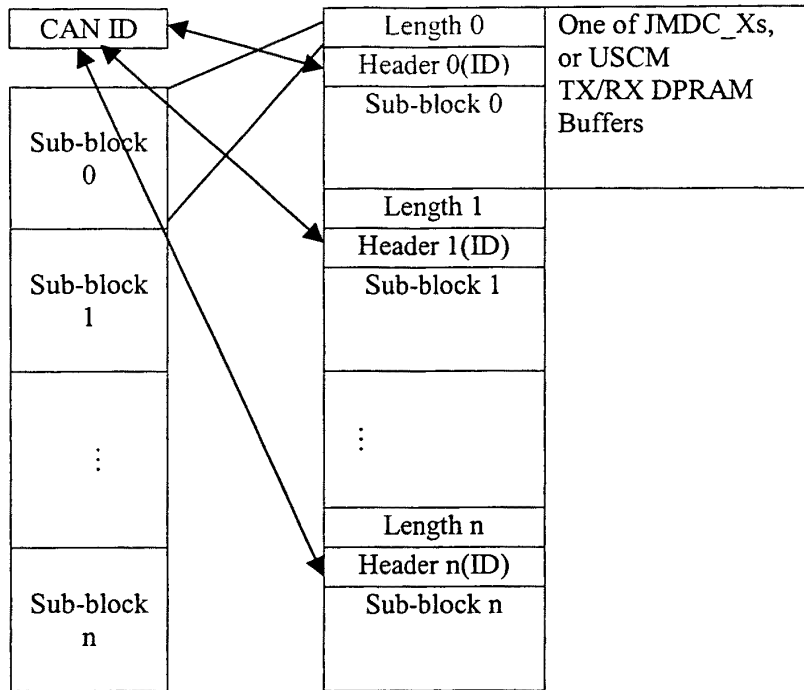 CAN ID
Sub-block
0
Sub-block
1
⋮
Sub-block
n
Length 0
Header 0(ID)
Sub-block 0
Length 1
Header 1(ID)
Sub-block 1
⋮
Length n
Header n(ID)
Sub-block n
One of JMDC_Xs,
or USCM
TX/RX DPRAM
Buffers